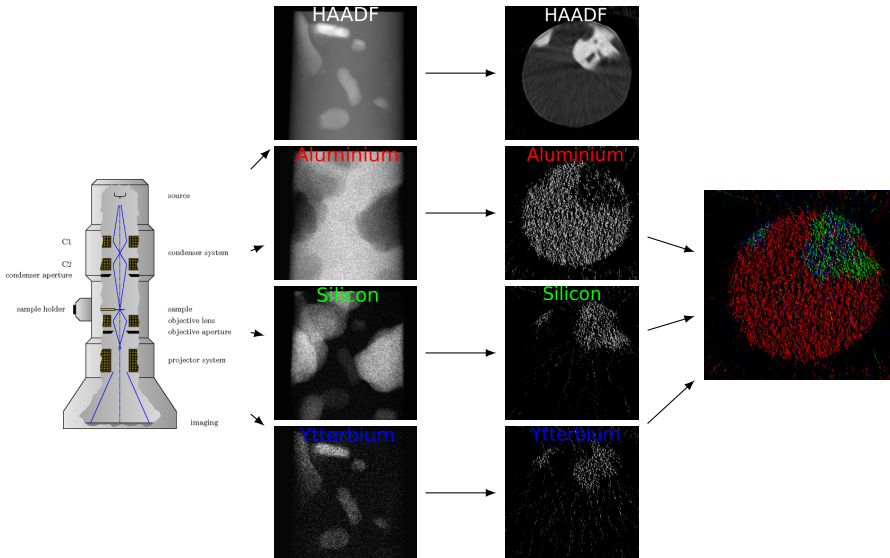 source
C1
condenser system
C2
condenser aperture
sample holder
sample
objective lens
objective aperture
projector system
imaging
HAADF
HAADF
Aluminium
Aluminium
Silicon
Silicon
Ytterbium
Ytterbium